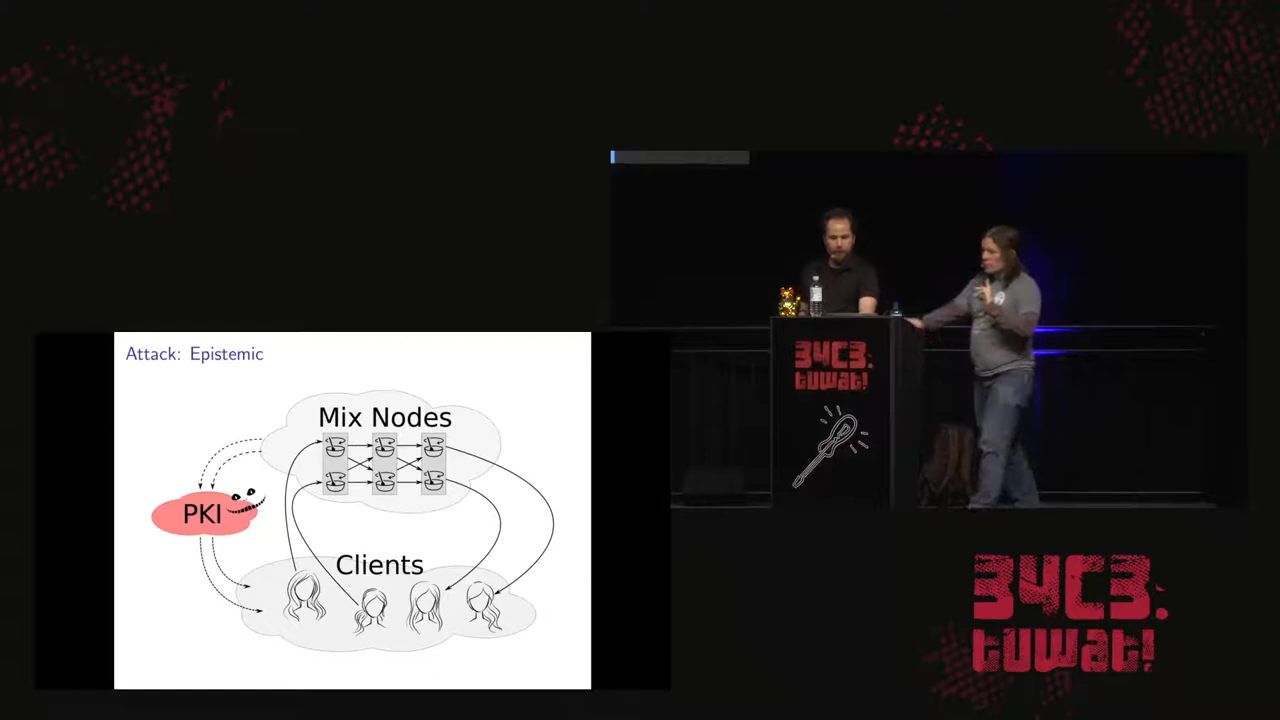 Attack: Epistemic
Mix Nodes
PKI
Clients
34C3:
tuwat!
34C3:
tuwat!